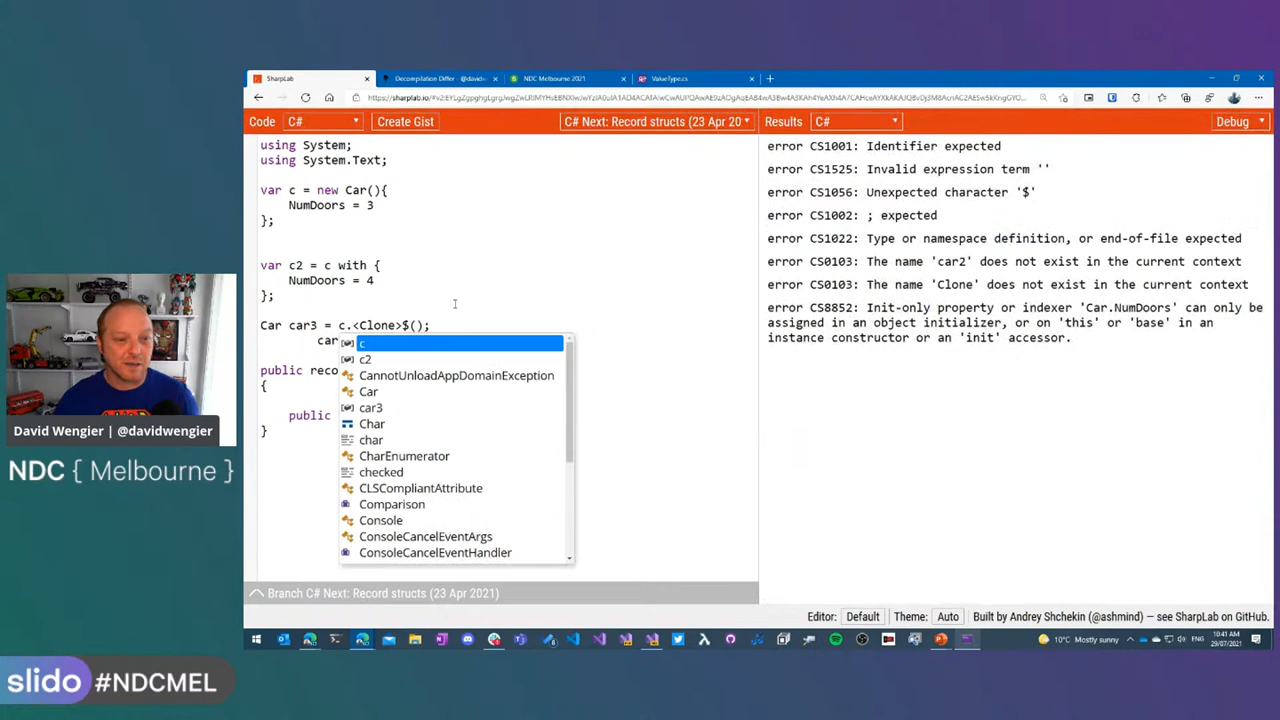 SharpLab
Decompilation Differ - @davidw
NDC Melbourne 2021
ValueType.cs
Code
C#
Create Gist
C# Next: Record structs (23 Apr 20
Results
C#
Debug
using System;
using System.Text;
var c = new Car(){
NumDoors = 3
};
var c2 = c with {
NumDoors = 4
};
Car car3 = c.<Clone>$();
car
public reco
{
public
}
c
c2
CannotUnloadAppDomainException
Car
car3
Char
char
CharEnumerator
checked
CLSCompliantAttribute
Comparison
Console
ConsoleCancelEventArgs
ConsoleCancelEventHandler
error CS1001: Identifier expected
error CS1525: Invalid expression term ''
error CS1056: Unexpected character '$'
error CS1002: ; expected
error CS1022: Type or namespace definition, or end-of-file expected
error CS0103: The name 'car2' does not exist in the current context
error CS0103: The name 'Clone' does not exist in the current context
error CS8852: Init-only property or indexer 'Car.NumDoors' can only be
assigned in an object initializer, or on 'this' or 'base' in an
instance constructor or an 'init' accessor.
Branch C# Next: Record structs (23 Apr 2021)
Editor: Default Theme: Auto Built by Andrey Shchekin (@ashmind) — see SharpLab on GitHub.
10°C Mostly sunny
ENG
10:41 AM
29/07/2021
David Wengier | @davidwengier
NDC { Melbourne }
slido #NDCMEL